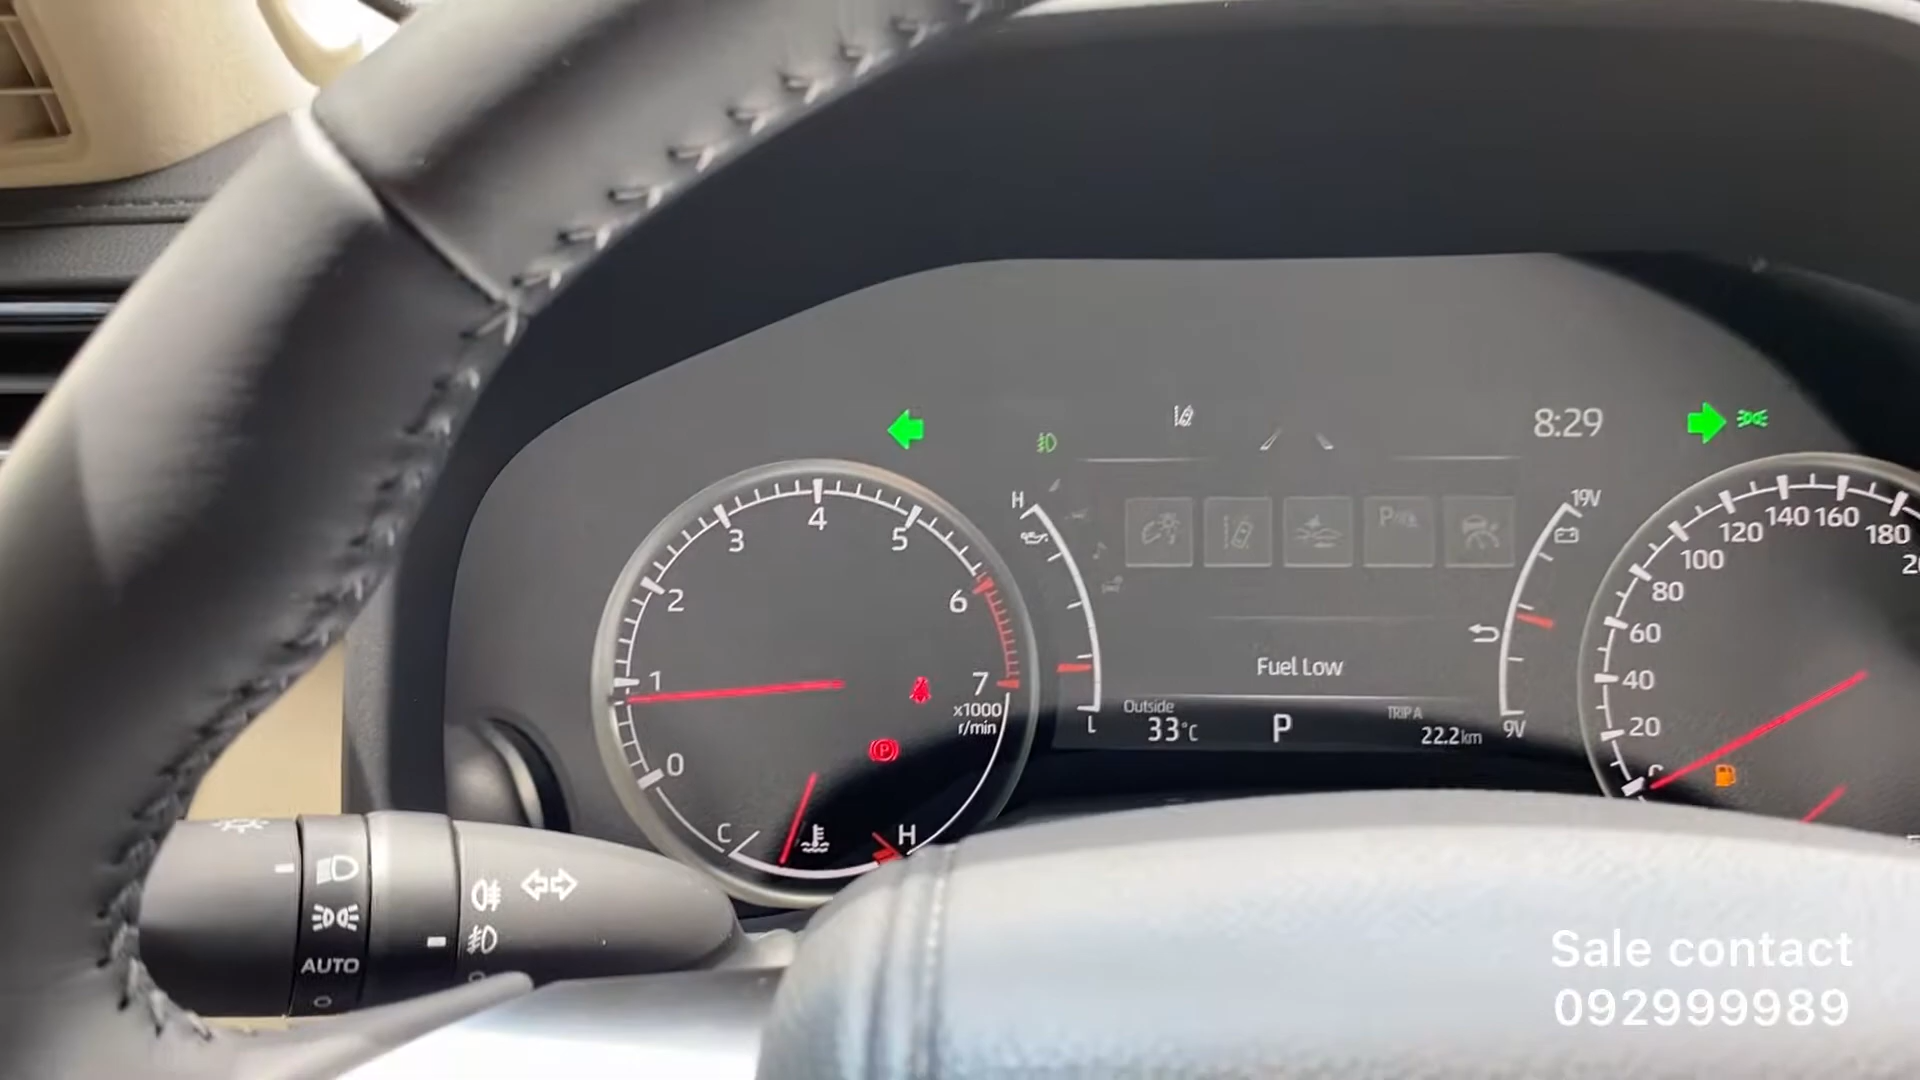 8:29
4
3
5
2
6
1
7
x1000
r/min
0
C
H
H
L
19V
9V
Fuel Low
Outside
33°C
P
TRIP A
22.2km
20
40
60
80
100
120
140
160
180
AUTO
Sale contact
092999989